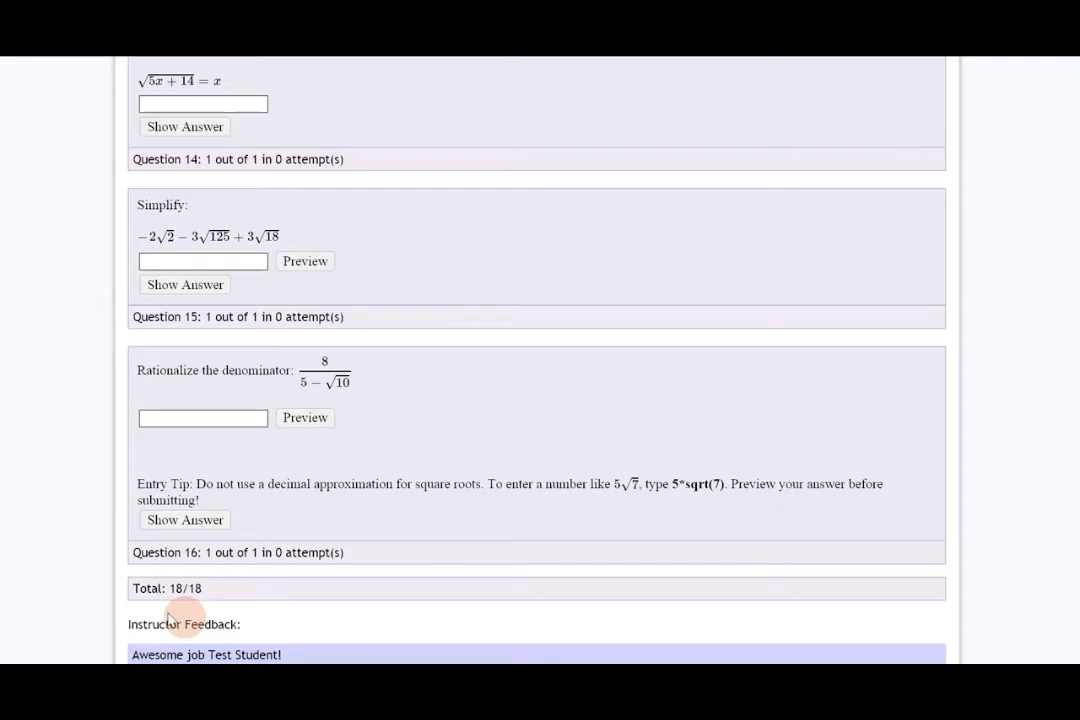 √5x + 14 = x
Show Answer
Question 14: 1 out of 1 in 0 attempt(s)
Simplify:
−2√2 − 3√125 + 3√18
Preview
Show Answer
Question 15: 1 out of 1 in 0 attempt(s)
Rationalize the denominator: 8
5 − √10
Preview
Entry Tip: Do not use a decimal approximation for square roots. To enter a number like 5√7, type 5*sqrt(7). Preview your answer before
submitting!
Show Answer
Question 16: 1 out of 1 in 0 attempt(s)
Total: 18/18
Instructor Feedback:
Awesome job Test Student!